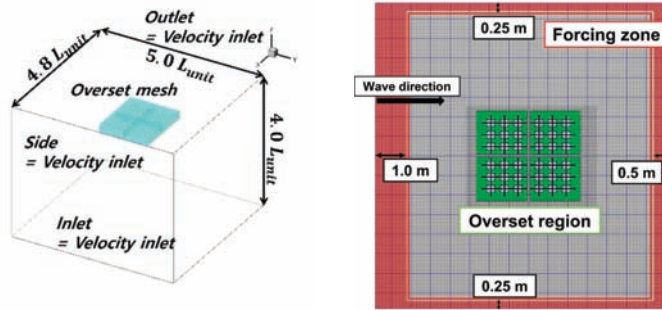 Outlet
= Velocity inlet
4.8 L_unit
5.0 L_unit
Overset mesh
4.0 L_unit
Side
= Velocity inlet
Inlet
= Velocity inlet
0.25 m
Forcing zone
Wave direction
1.0 m
0.5 m
Overset region
0.25 m